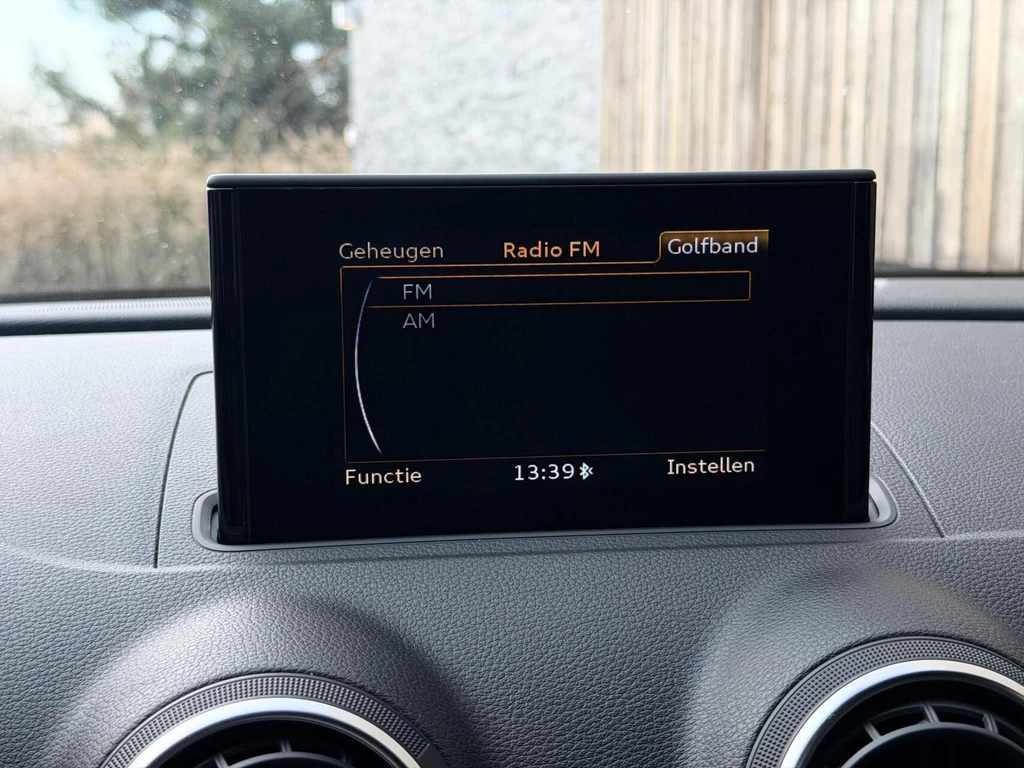 Geheugen Radio FM Golfband
FM
AM
Functie 13:39 Instellen